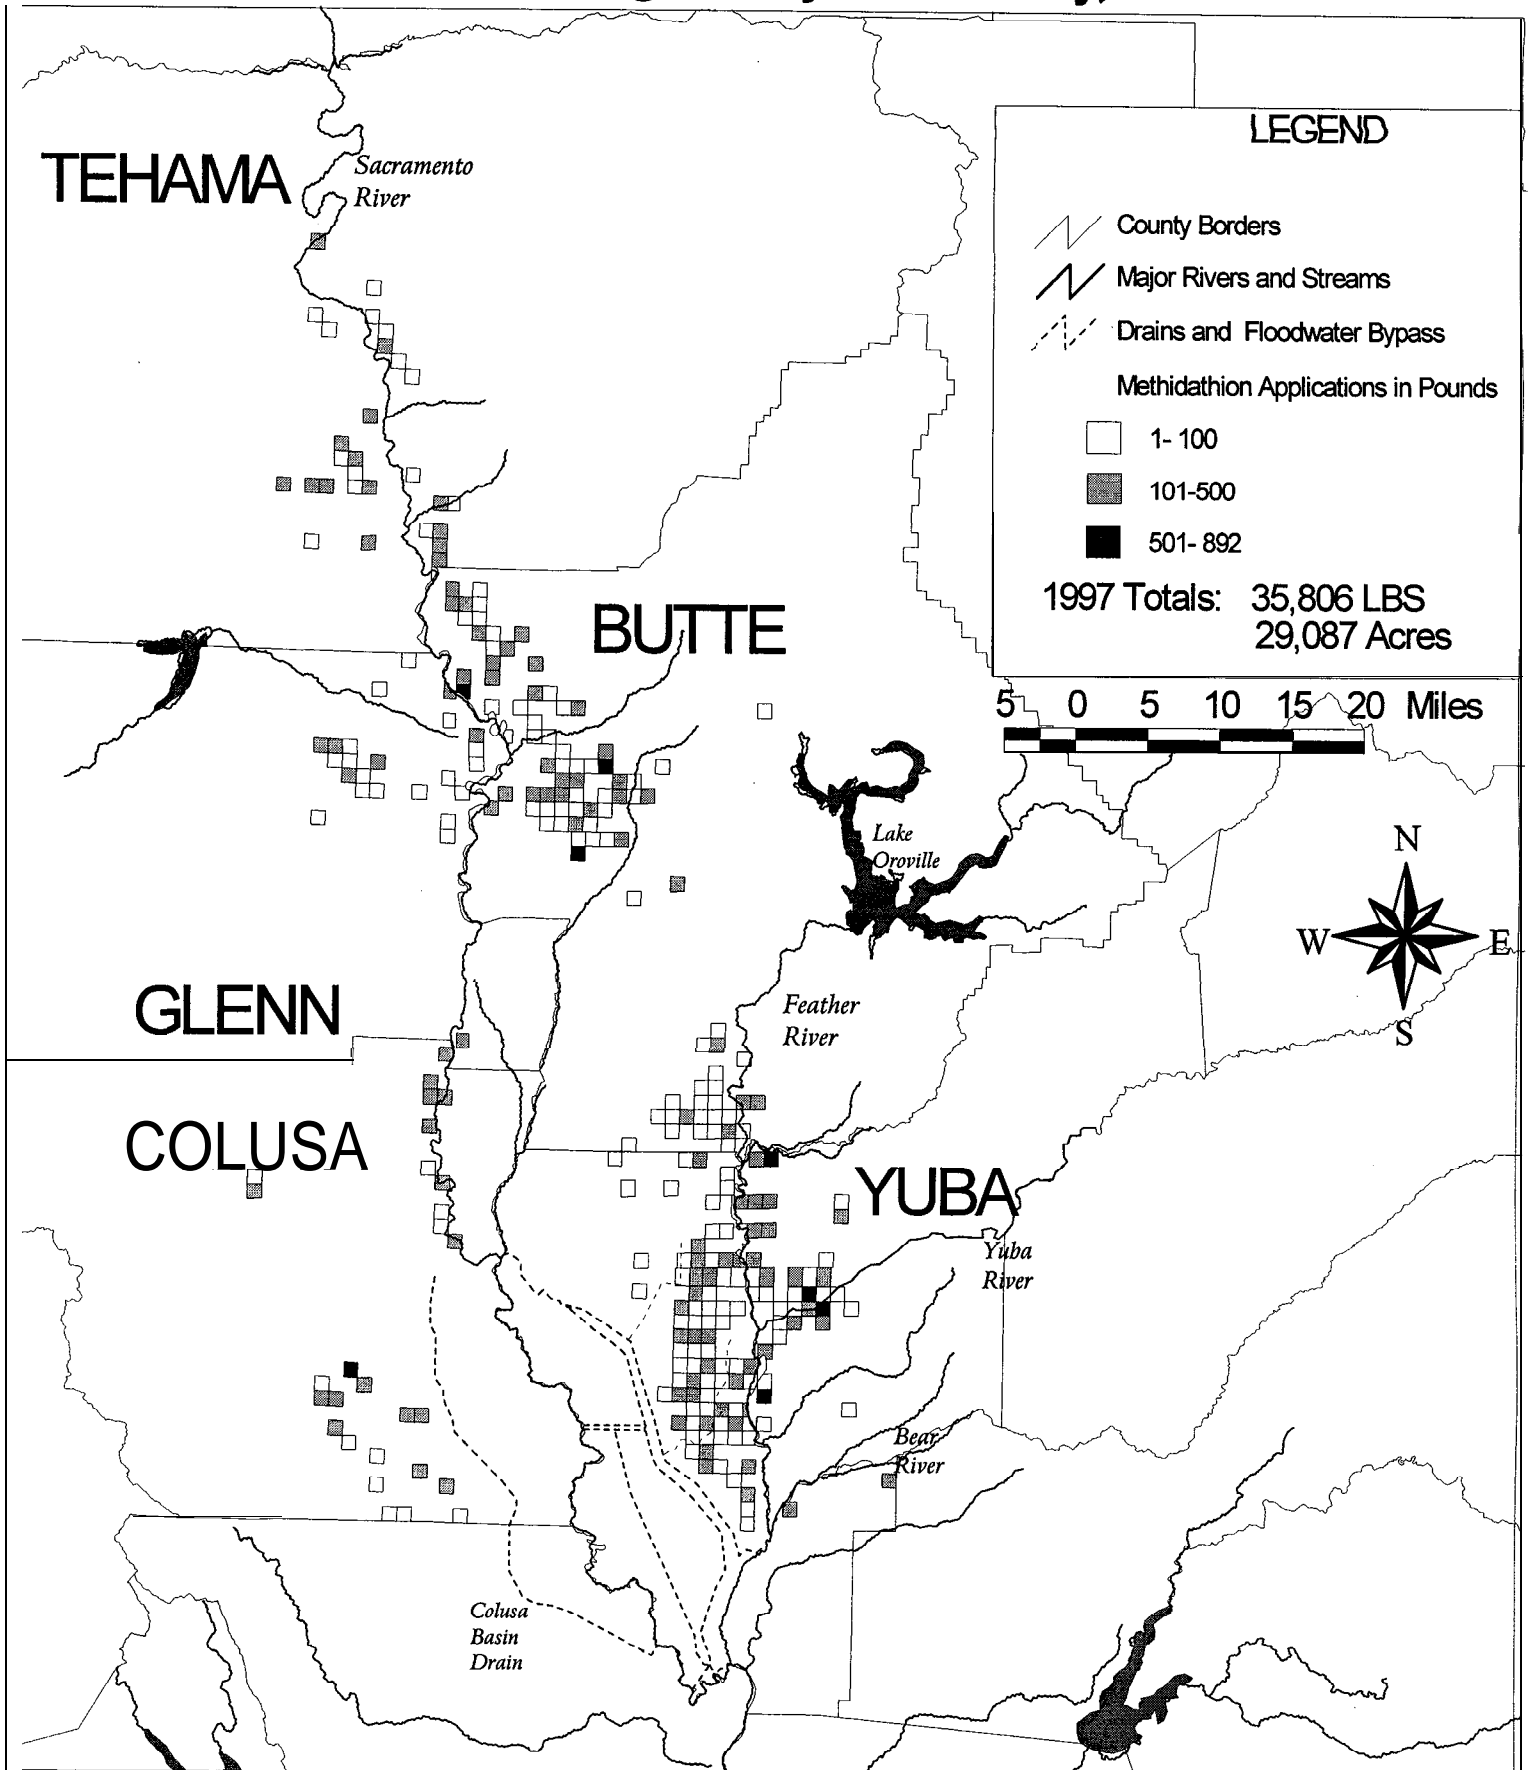 LEGEND
TEHAMA
Sacramento
River
County Borders
Major Rivers and Streams
Drains and Floodwater Bypass
Methidathion Applications in Pounds
1- 100
101-500
501- 892
1997 Totals: 35,806 LBS
29,087 Acres
BUTTE
5 0 5 10 15 20 Miles
Lake
Oroville
N
W E
S
GLENN
Feather
River
COLUSA
YUBA
Yuba
River
Bear
River
Colusa
Basin
Drain